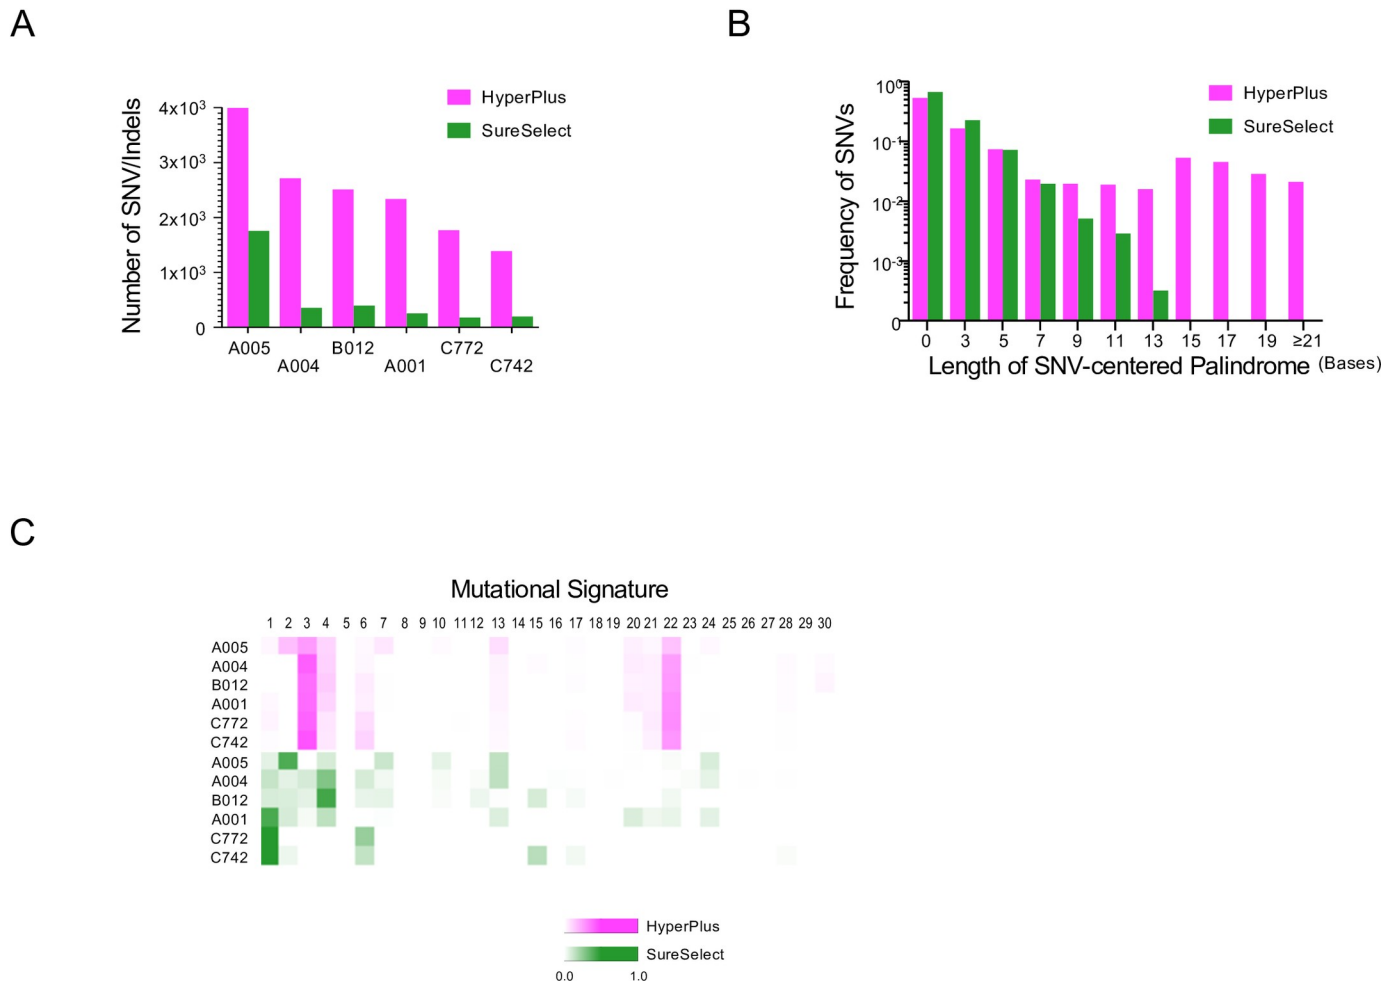 A
B
HyperPlus
SureSelect
Number of SNV/Indels
4x10³
3x10³
2x10³
1x10³
0
A005
A004
B012
A001
C772
C742
HyperPlus
SureSelect
Frequency of SNVs
10⁰
10⁻¹
10⁻²
10⁻³
0
0 3 5 7 9 11 13 15 17 19 ≥21
Length of SNV-centered Palindrome (Bases)
C
Mutational Signature
1 2 3 4 5 6 7 8 9 10 11 12 13 14 15 16 17 18 19 20 21 22 23 24 25 26 27 28 29 30
A005
A004
B012
A001
C772
C742
A005
A004
B012
A001
C772
C742
HyperPlus
SureSelect
0.0 1.0